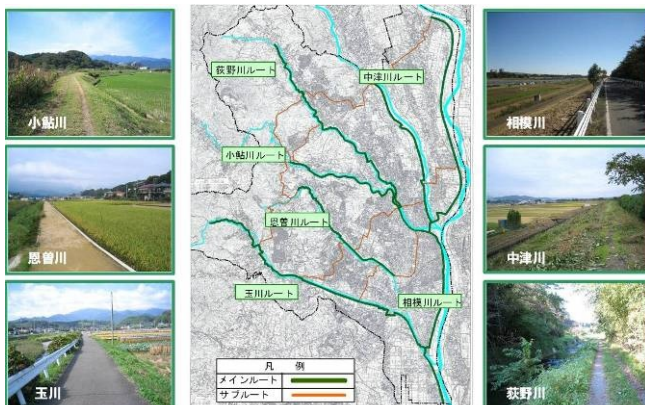 小鮎川
恩曽川
玉川
荻野川ルート
中津川ルート
小鮎川ルート
恩曽川ルート
玉川ルート
相模川ルート
凡 例
メインルート
サブルート
相模川
中津川
荻野川